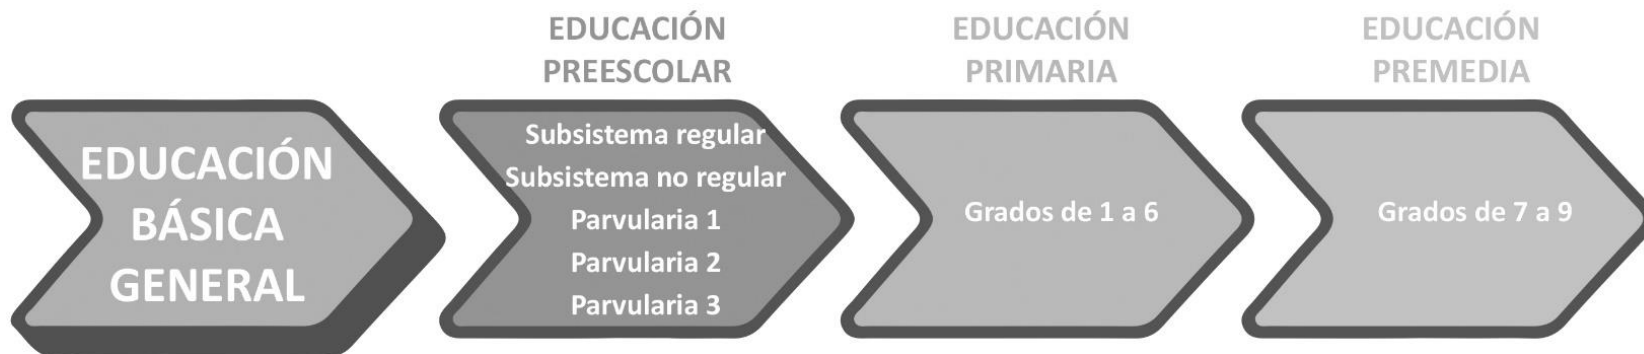 EDUCACIÓN
BÁSICA
GENERAL
EDUCACIÓN
PREESCOLAR
Subsistema regular
Subsistema no regular
Parvularia 1
Parvularia 2
Parvularia 3
EDUCACIÓN
PRIMARIA
Grados de 1 a 6
EDUCACIÓN
PREMEDIA
Grados de 7 a 9